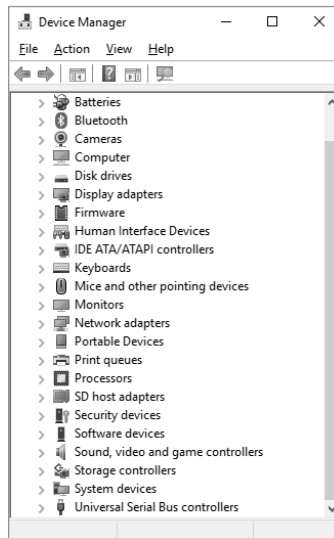 Device Manager
File Action View Help
Batteries
Bluetooth
Cameras
Computer
Disk drives
Display adapters
Firmware
Human Interface Devices
IDE ATA/ATAPI controllers
Keyboards
Mice and other pointing devices
Monitors
Network adapters
Portable Devices
Print queues
Processors
SD host adapters
Security devices
Software devices
Sound, video and game controllers
Storage controllers
System devices
Universal Serial Bus controllers